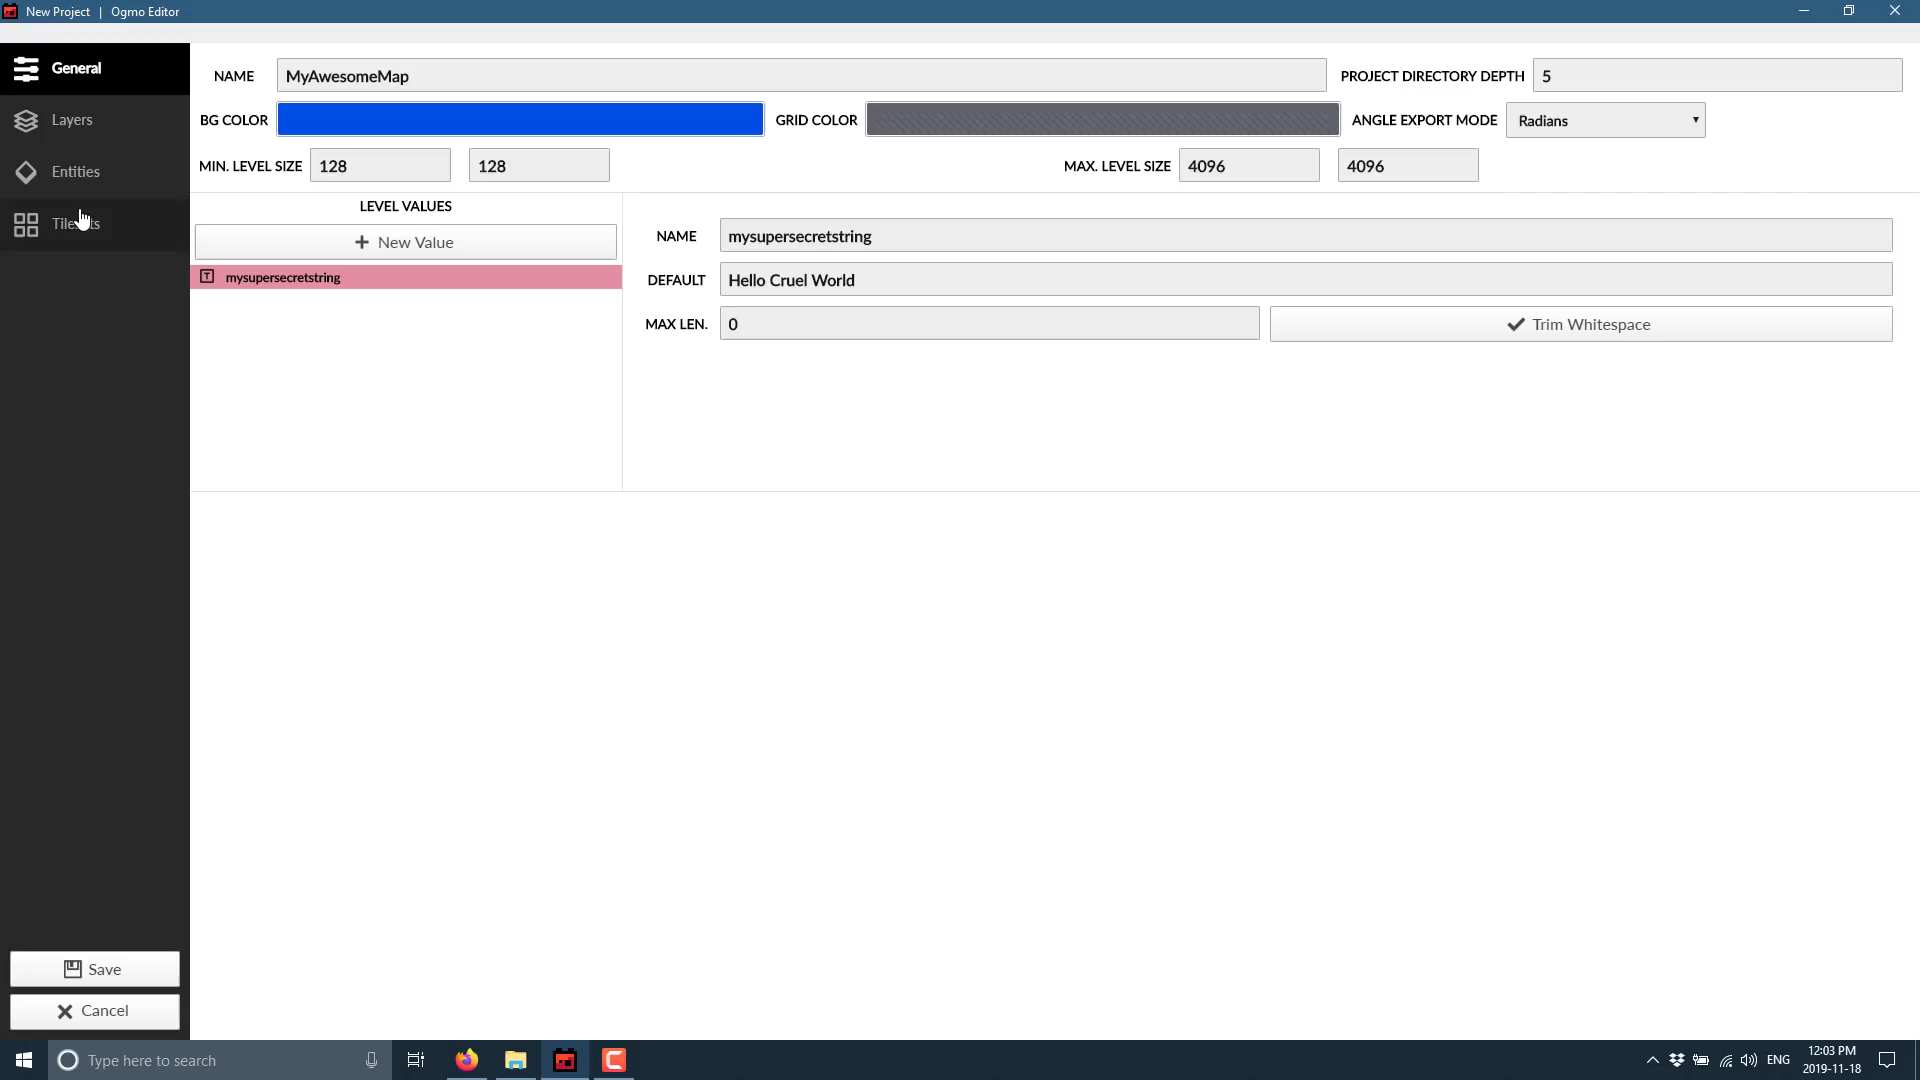 New Project | Ogmo Editor
General
Layers
Entities
NAME MyAwesomeMap PROJECT DIRECTORY DEPTH 5
BG COLOR GRID COLOR ANGLE EXPORT MODE Radians
MIN. LEVEL SIZE 128 128 MAX. LEVEL SIZE 4096 4096
LEVEL VALUES
+ New Value
T mysupersecretstring
NAME mysupersecretstring
DEFAULT Hello Cruel World
MAX LEN. 0 Trim Whitespace
Save
Cancel
Type here to search
ENG
12:03 PM
2019-11-18